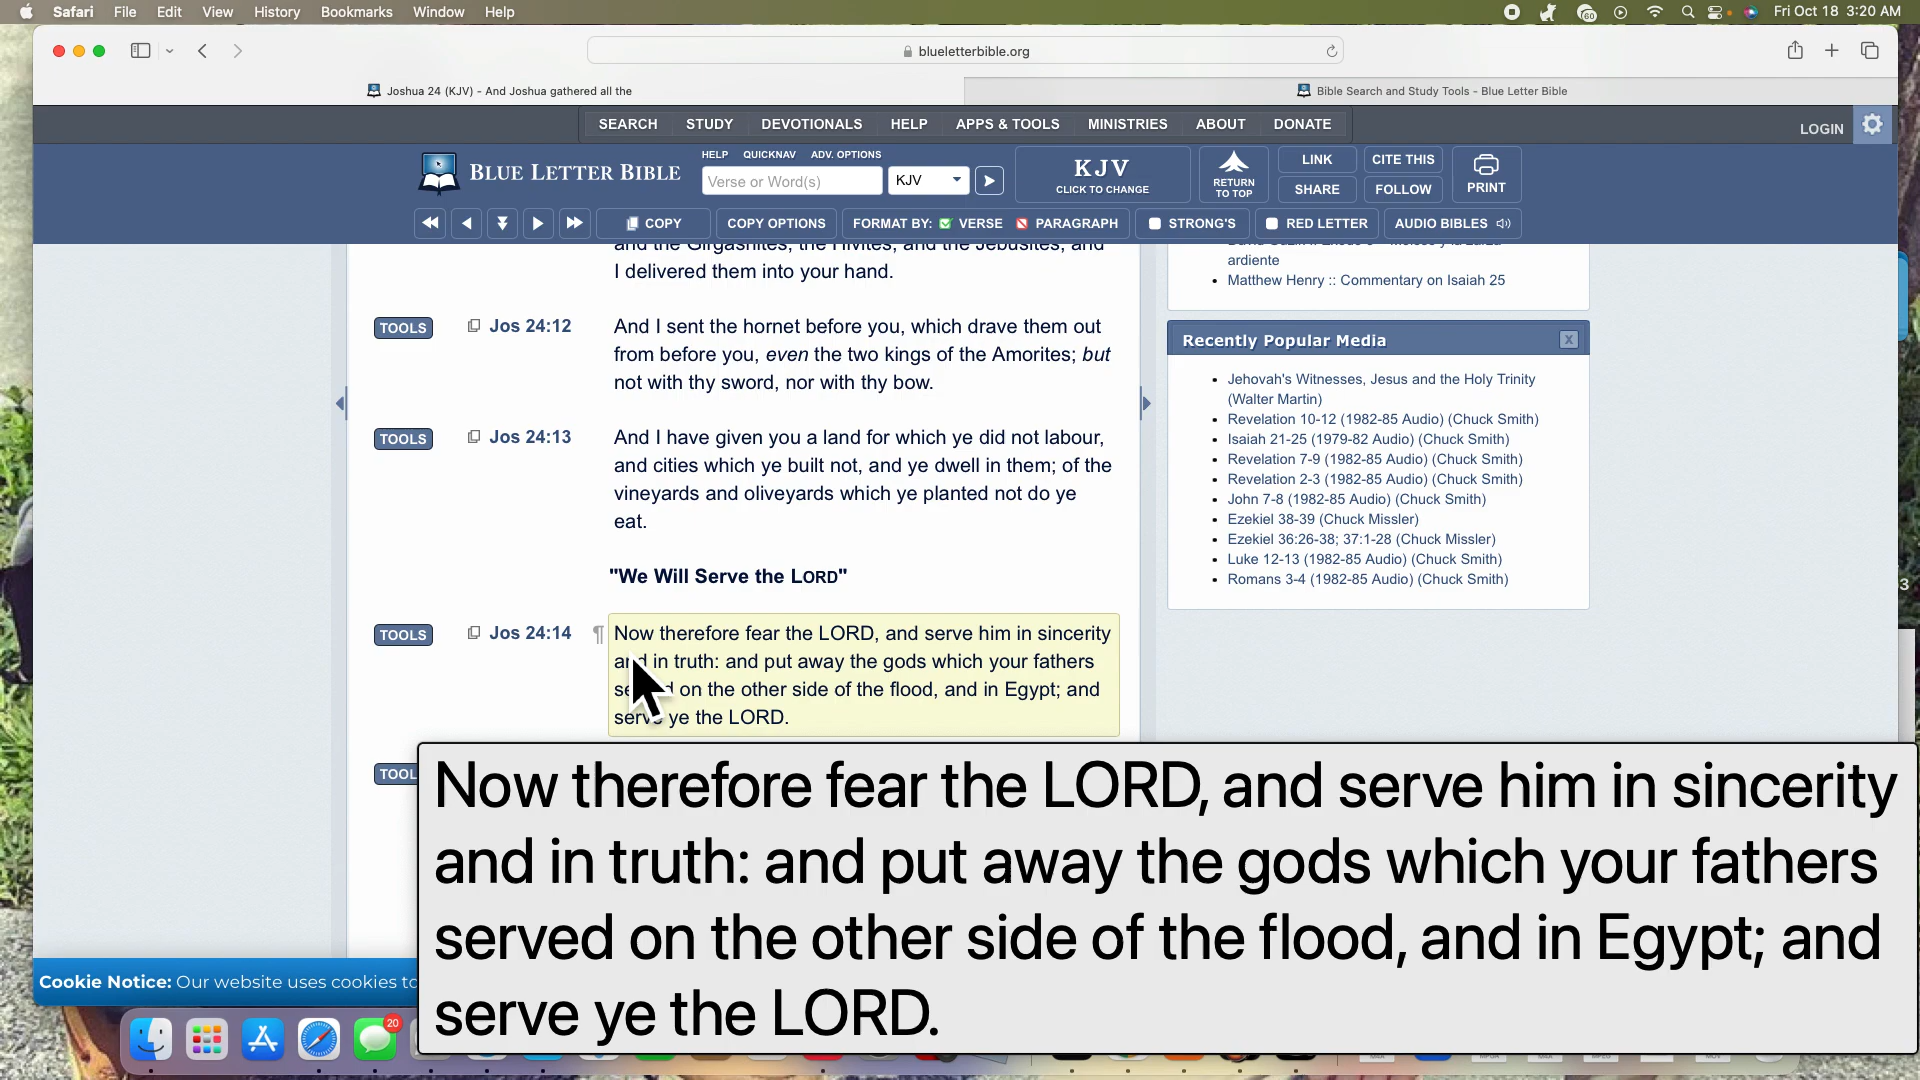 Safari File Edit View History Bookmarks Window Help
60
Fri Oct 18 3:20 AM
blueletterbible.org
Joshua 24 (KJV) - And Joshua gathered all the
Bible Search and Study Tools - Blue Letter Bible
SEARCH STUDY DEVOTIONALS HELP APPS & TOOLS MINISTRIES ABOUT DONATE
LOGIN
BLUE LETTER BIBLE
HELP QUICKNAV ADV. OPTIONS
Verse or Word(s)
KJV
KJV
CLICK TO CHANGE
RETURN
TO TOP
LINK
CITE THIS
SHARE
FOLLOW
PRINT
COPY
COPY OPTIONS
FORMAT BY: VERSE PARAGRAPH
STRONG'S
RED LETTER
AUDIO BIBLES
and the Girgashites, the Hivites, and the Jebusites; and
I delivered them into your hand.
TOOLS
Jos 24:12
And I sent the hornet before you, which drave them out
from before you, even the two kings of the Amorites; but
not with thy sword, nor with thy bow.
TOOLS
Jos 24:13
And I have given you a land for which ye did not labour,
and cities which ye built not, and ye dwell in them; of the
vineyards and oliveyards which ye planted not do ye
eat.
"We Will Serve the LORD"
TOOLS
Jos 24:14
¶ Now therefore fear the LORD, and serve him in sincerity
and in truth: and put away the gods which your fathers
served on the other side of the flood, and in Egypt; and
serve ye the LORD.
TOOL
ardiente
Matthew Henry :: Commentary on Isaiah 25
Recently Popular Media
x
Jehovah's Witnesses, Jesus and the Holy Trinity
(Walter Martin)
Revelation 10-12 (1982-85 Audio) (Chuck Smith)
Isaiah 21-25 (1979-82 Audio) (Chuck Smith)
Revelation 7-9 (1982-85 Audio) (Chuck Smith)
Revelation 2-3 (1982-85 Audio) (Chuck Smith)
John 7-8 (1982-85 Audio) (Chuck Smith)
Ezekiel 38-39 (Chuck Missler)
Ezekiel 36:26-38; 37:1-28 (Chuck Missler)
Luke 12-13 (1982-85 Audio) (Chuck Smith)
Romans 3-4 (1982-85 Audio) (Chuck Smith)
Now therefore fear the LORD, and serve him in sincerity
and in truth: and put away the gods which your fathers
served on the other side of the flood, and in Egypt; and
serve ye the LORD.
Cookie Notice: Our website uses cookies to
20